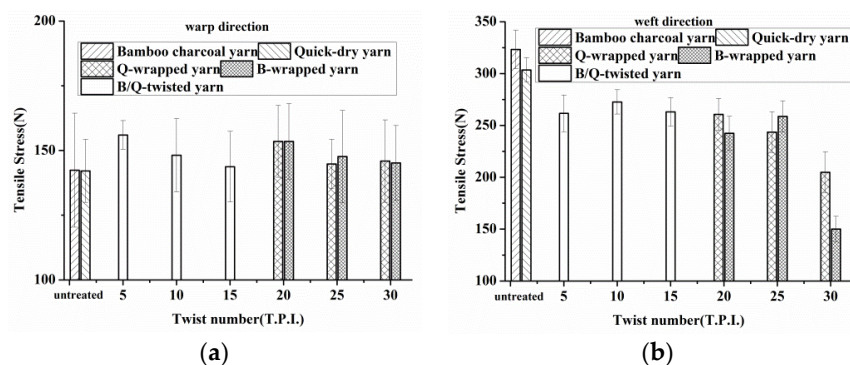 warp direction
Bamboo charcoal yarn Quick-dry yarn
Q-wrapped yarn B-wrapped yarn
B/Q-twisted yarn
Tensile Stress(N)
200
150
100
untreated 5 10 15 20 25 30
Twist number(T.P.I.)
(a)
weft direction
Bamboo charcoal yarn Quick-dry yarn
Q-wrapped yarn B-wrapped yarn
B/Q-twisted yarn
Tensile Stress(N)
350
300
250
200
150
100
untreated 5 10 15 20 25 30
Twist number(T.P.I.)
(b)